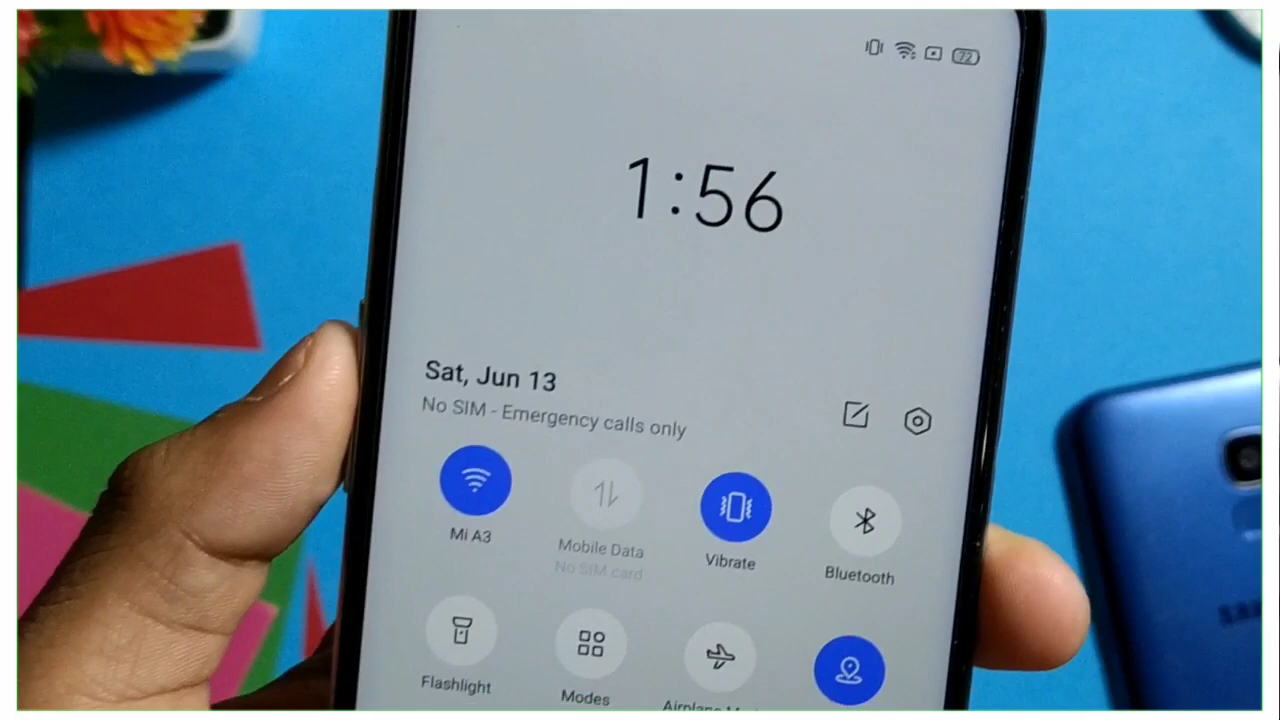 72
1:56
Sat, Jun 13
No SIM - Emergency calls only
Mi A3
Mobile Data
No SIM card
Vibrate
Bluetooth
Flashlight
Modes
Airplane